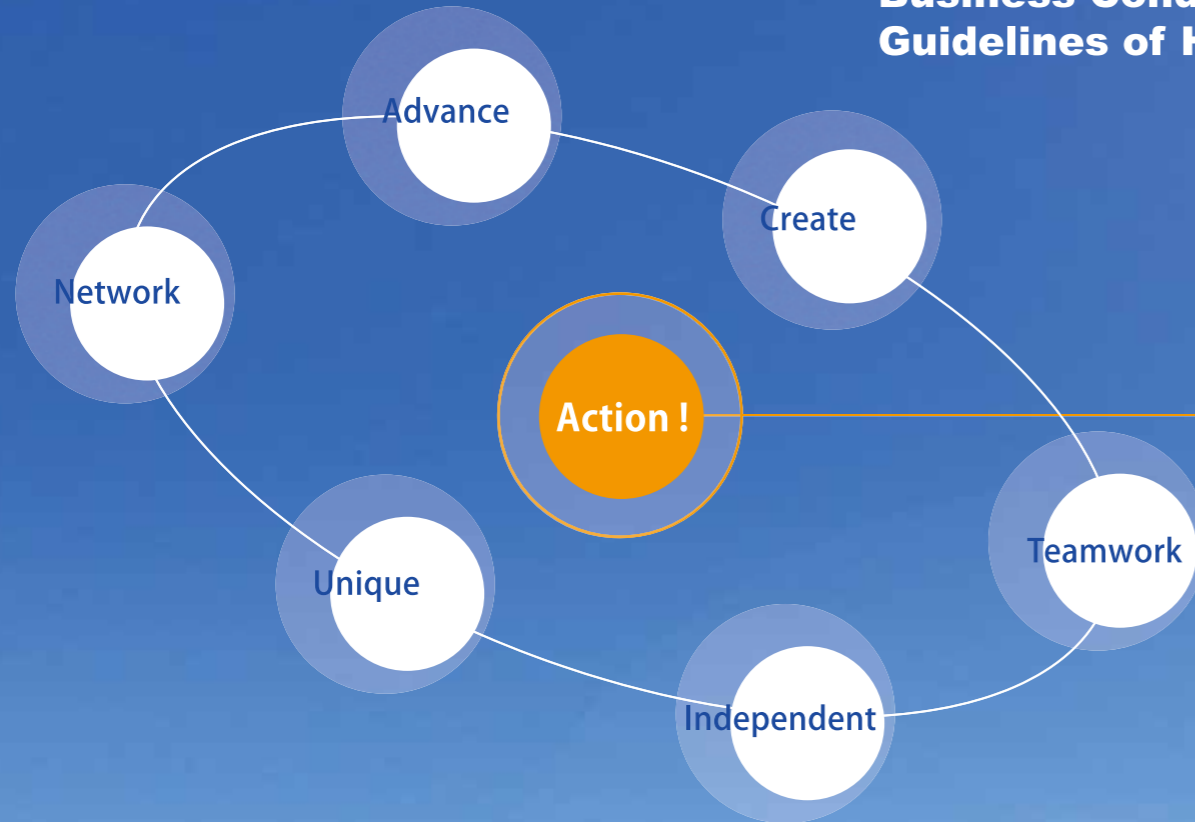 Guidelines of
Advance
Create
Network
Action !
Teamwork
Unique
Independent